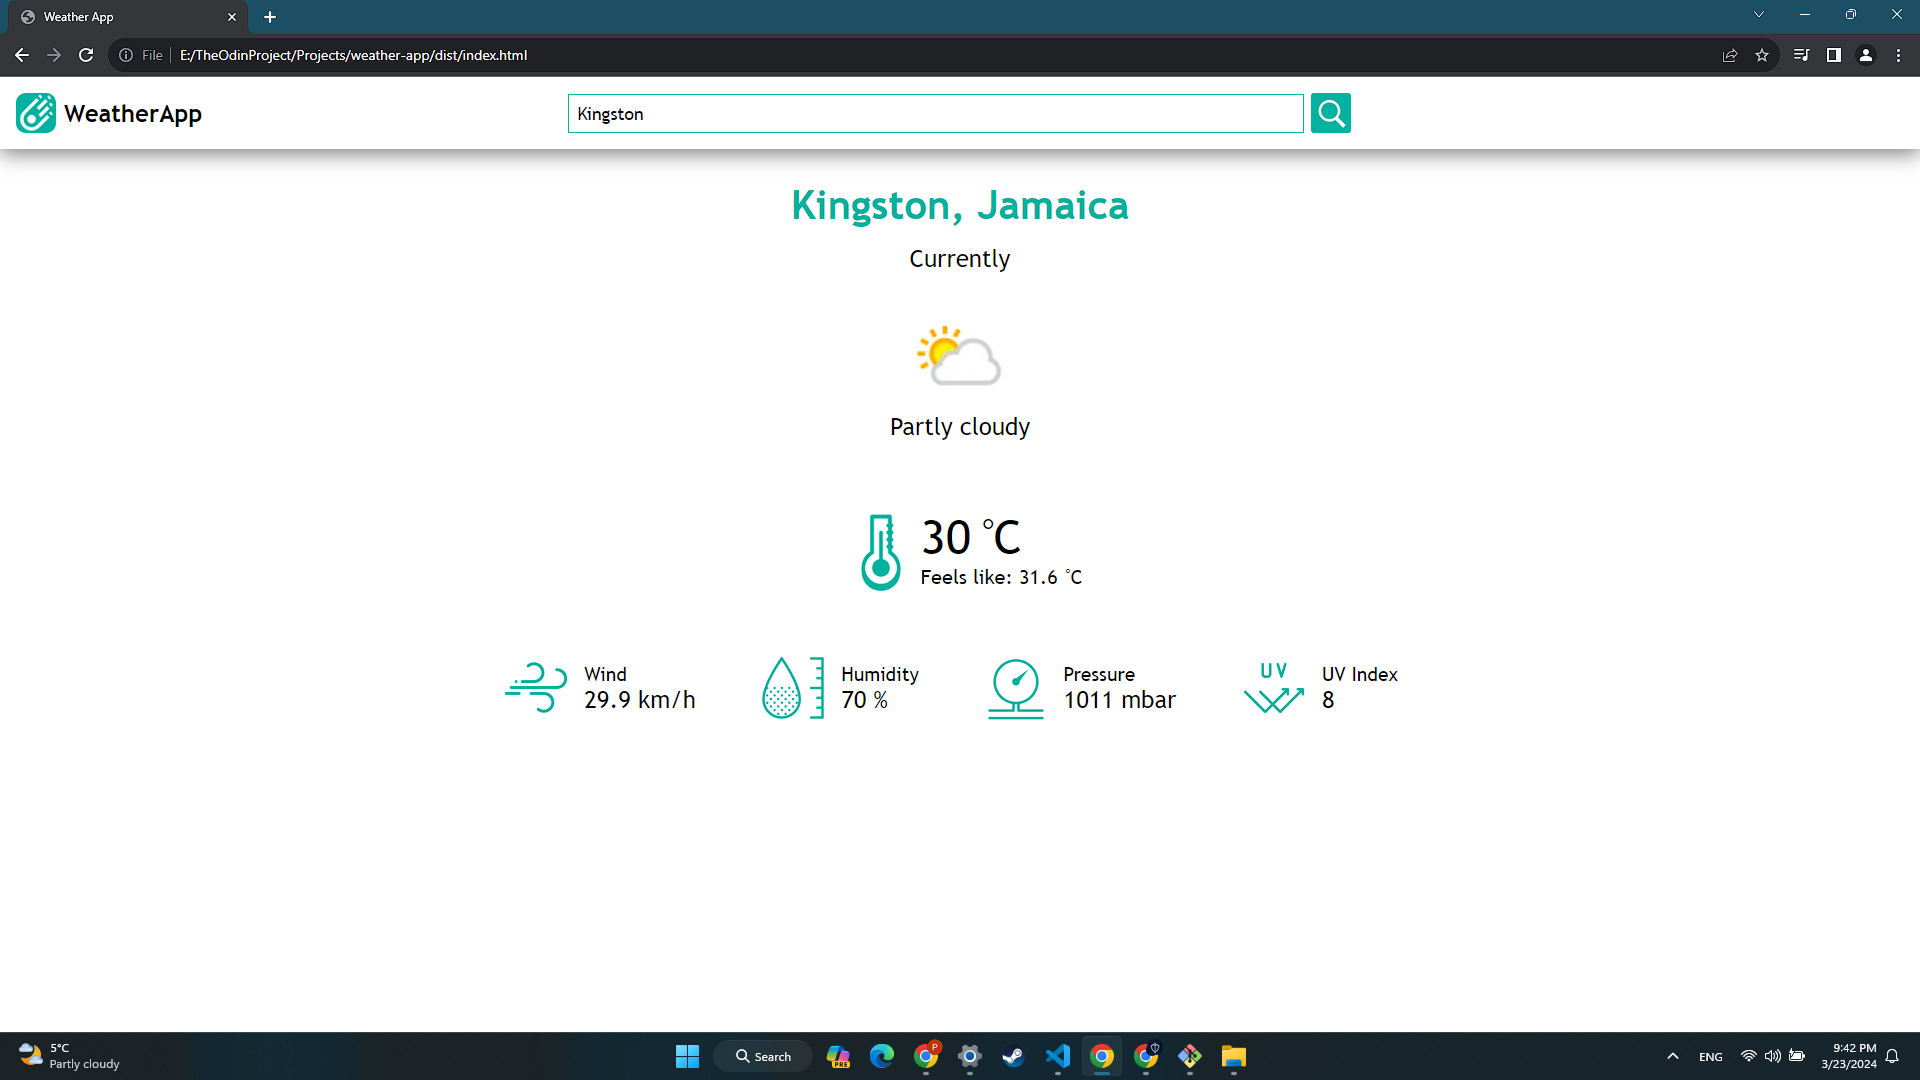 Weather App
File
E:/TheOdinProject/Projects/weather-app/dist/index.html
WeatherApp
Kingston
Kingston, Jamaica
Currently
Partly cloudy
30 °C
Feels like: 31.6 °C
Wind
29.9 km/h
Humidity
70 %
Pressure
1011 mbar
UV
UV Index
8
5°C
Partly cloudy
Search
PRE
P
ENG
9:42 PM
3/23/2024